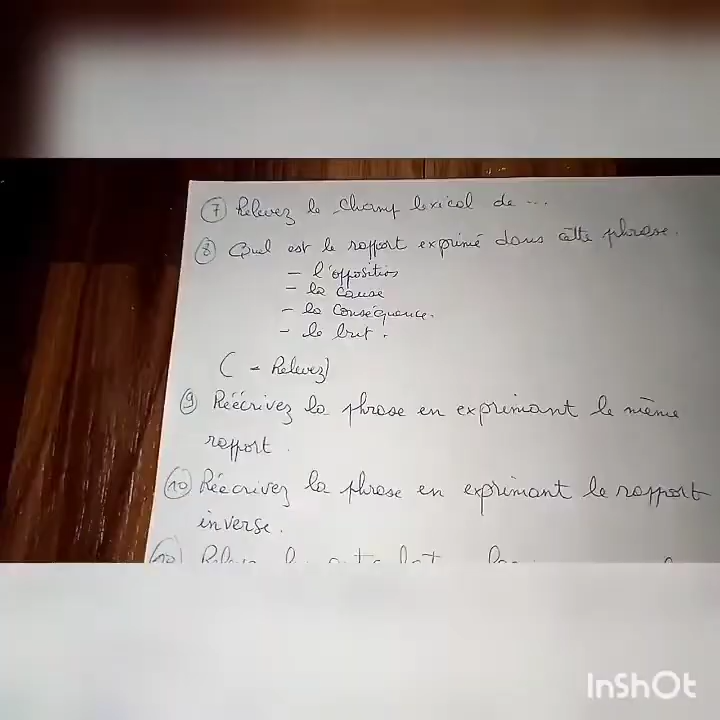 ⑦ Relevez le champ lexical de ...
⑧ Quel est le rapport exprimé dans cette phrase.
- l'opposition
- la cause
- la conséquence.
- le but.
( - Relevez)
⑨ Réécrivez la phrase en exprimant le même
rapport.
⑩ Réécrivez la phrase en exprimant le rapport
inverse.
⑩
InShOt